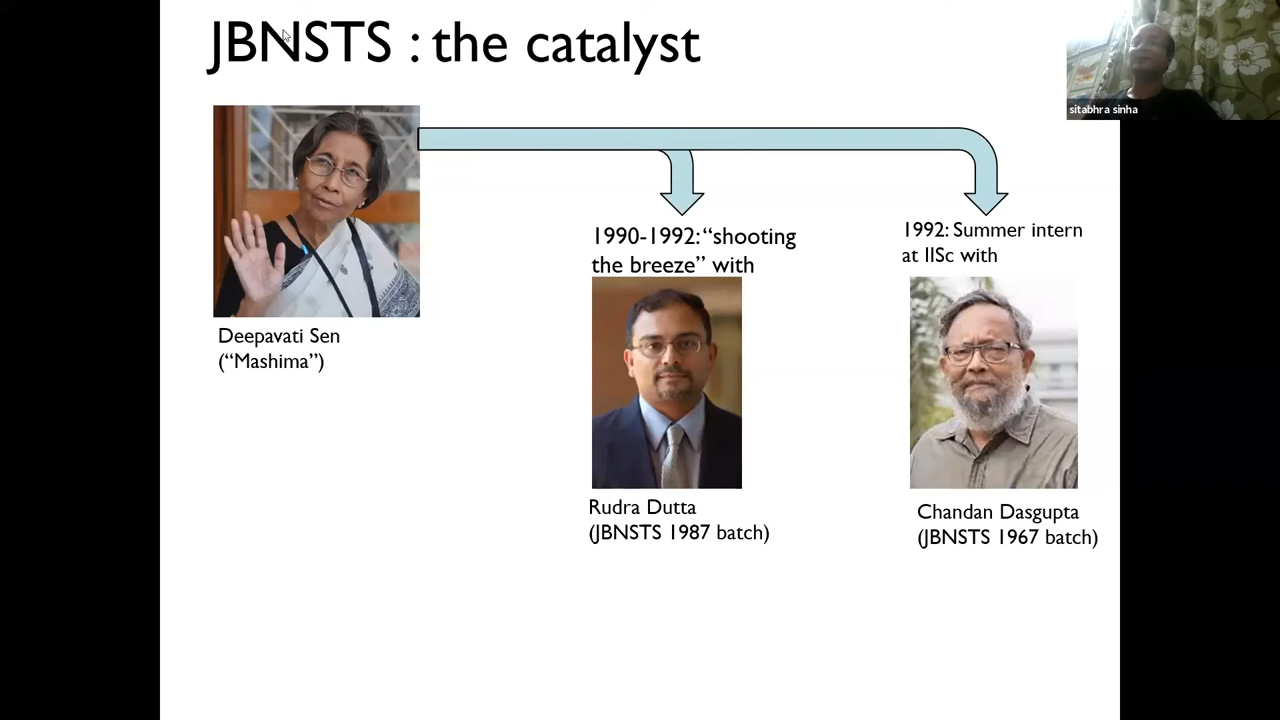 JBNSTS : the catalyst
sitabhra sinha
1990-1992: “shooting
the breeze” with
1992: Summer intern
at IISc with
Deepavati Sen
(“Mashima”)
Rudra Dutta
(JBNSTS 1987 batch)
Chandan Dasgupta
(JBNSTS 1967 batch)